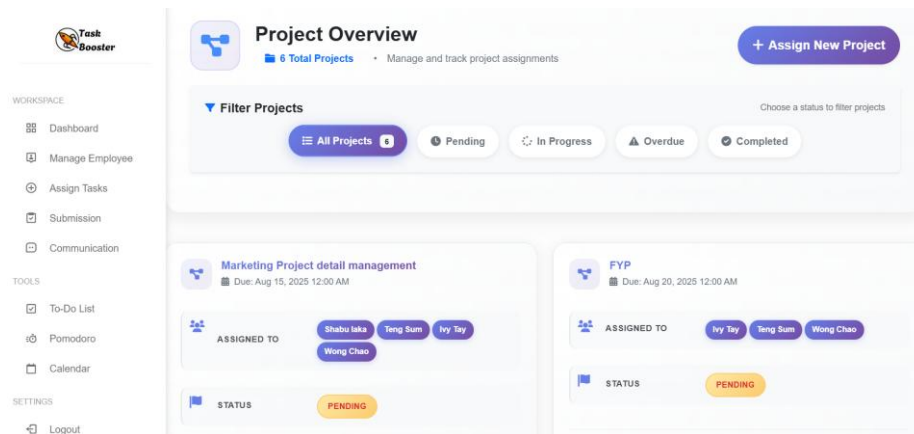 Task
Booster
WORKSPACE
Dashboard
Manage Employee
Assign Tasks
Submission
Communication
TOOLS
To-Do List
Pomodoro
Calendar
SETTINGS
Logout
Project Overview
6 Total Projects • Manage and track project assignments
+ Assign New Project
Filter Projects
Choose a status to filter projects
All Projects 6
Pending
In Progress
Overdue
Completed
Marketing Project detail management
Due: Aug 15, 2025 12:00 AM
ASSIGNED TO
Shabu laka Teng Sum Ivy Tay
Wong Chao
STATUS
PENDING
FYP
Due: Aug 20, 2025 12:00 AM
ASSIGNED TO
Ivy Tay Teng Sum Wong Chao
STATUS
PENDING